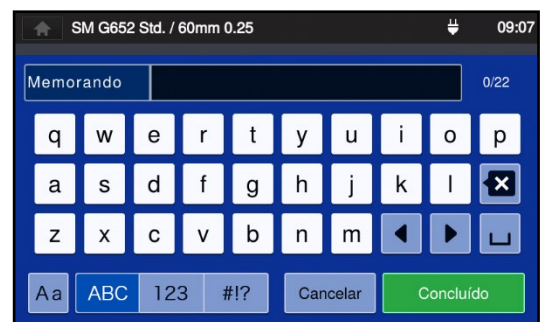 SM G652 Std. / 60mm 0.25 09:07
Memorando 0/22
q w e r t y u i o p
a s d f g h j k l
z x c v b n m
Aa ABC 123 #!? Cancelar Concluído